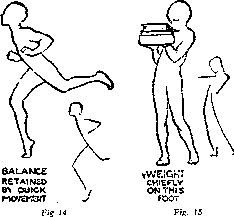 BALANCE
RETAINED
BY QUICK
MOVEMENT
Fig 14
WEIGHT
CHIEFLY
ON THIS
FOOT
Fig. 15